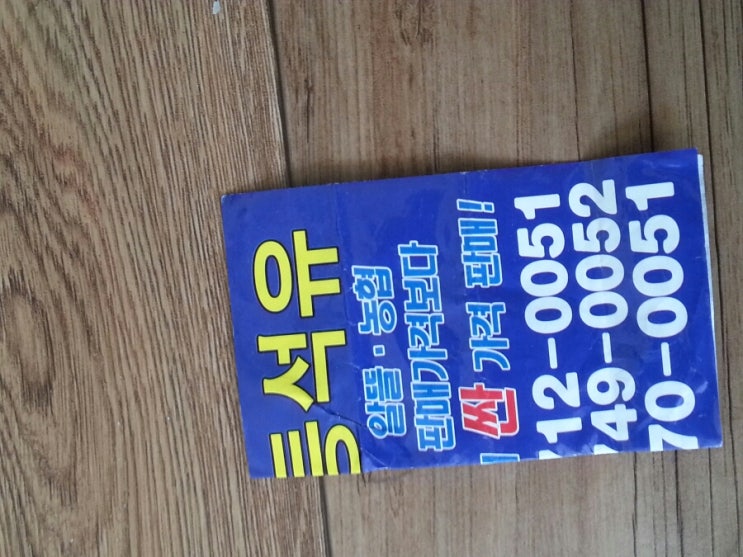 등석유
알뜰·농협
판매가격보다
싼 가격 판매!
712-0051
749-0052
70-0051